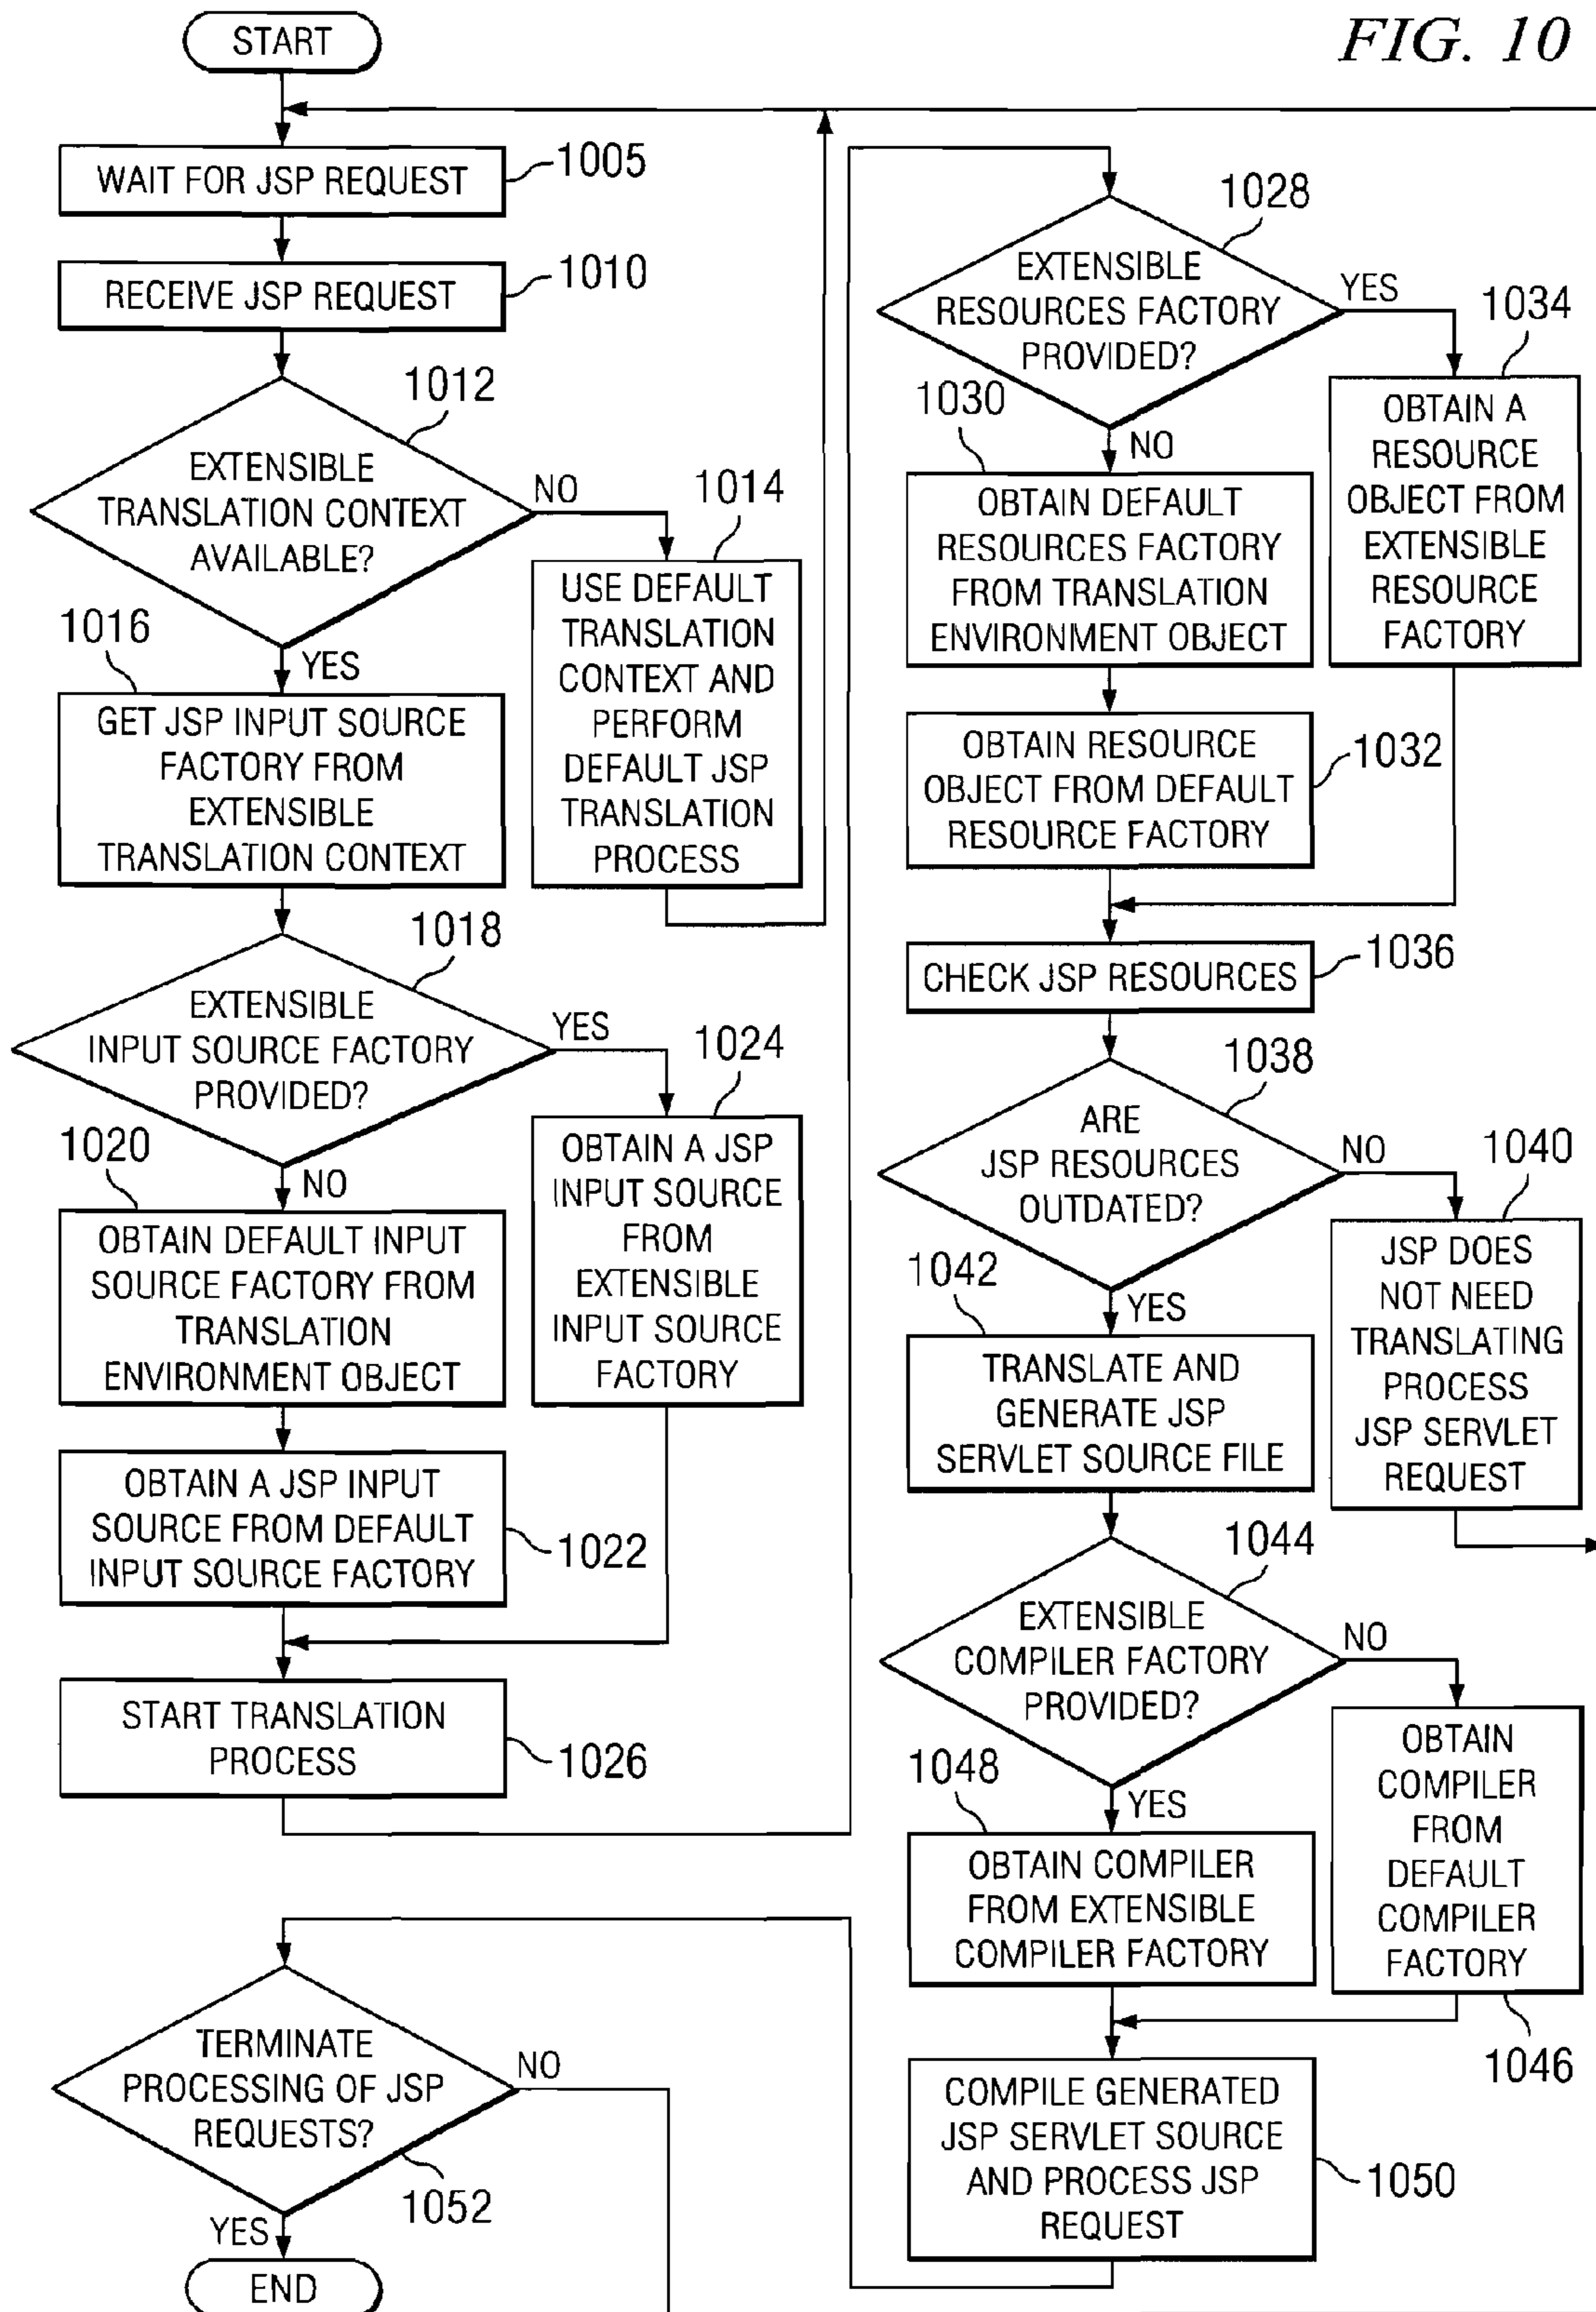 FIG. 10
START
WAIT FOR JSP REQUEST
1005
RECEIVE JSP REQUEST
1010
1012
EXTENSIBLE
TRANSLATION CONTEXT
AVAILABLE?
NO
YES
1014
USE DEFAULT
TRANSLATION
CONTEXT AND
PERFORM
DEFAULT JSP
TRANSLATION
PROCESS
1016
GET JSP INPUT SOURCE
FACTORY FROM
EXTENSIBLE
TRANSLATION CONTEXT
1018
EXTENSIBLE
INPUT SOURCE FACTORY
PROVIDED?
YES
NO
1024
OBTAIN A JSP
INPUT SOURCE
FROM
EXTENSIBLE
INPUT SOURCE
FACTORY
1020
OBTAIN DEFAULT INPUT
SOURCE FACTORY FROM
TRANSLATION
ENVIRONMENT OBJECT
OBTAIN A JSP INPUT
SOURCE FROM DEFAULT
INPUT SOURCE FACTORY
1022
START TRANSLATION
PROCESS
1026
1028
EXTENSIBLE
RESOURCES FACTORY
PROVIDED?
YES
NO
1034
OBTAIN A
RESOURCE
OBJECT FROM
EXTENSIBLE
RESOURCE
FACTORY
1030
OBTAIN DEFAULT
RESOURCES FACTORY
FROM TRANSLATION
ENVIRONMENT OBJECT
OBTAIN RESOURCE
OBJECT FROM DEFAULT
RESOURCE FACTORY
1032
CHECK JSP RESOURCES
1036
1038
ARE
JSP RESOURCES
OUTDATED?
NO
YES
1040
JSP DOES
NOT NEED
TRANSLATING
PROCESS
JSP SERVLET
REQUEST
1042
TRANSLATE AND
GENERATE JSP
SERVLET SOURCE FILE
1044
EXTENSIBLE
COMPILER FACTORY
PROVIDED?
NO
YES
OBTAIN
COMPILER
FROM
DEFAULT
COMPILER
FACTORY
1046
1048
OBTAIN COMPILER
FROM EXTENSIBLE
COMPILER FACTORY
COMPILE GENERATED
JSP SERVLET SOURCE
AND PROCESS JSP
REQUEST
1050
TERMINATE
PROCESSING OF JSP
REQUESTS?
NO
1052
YES
END